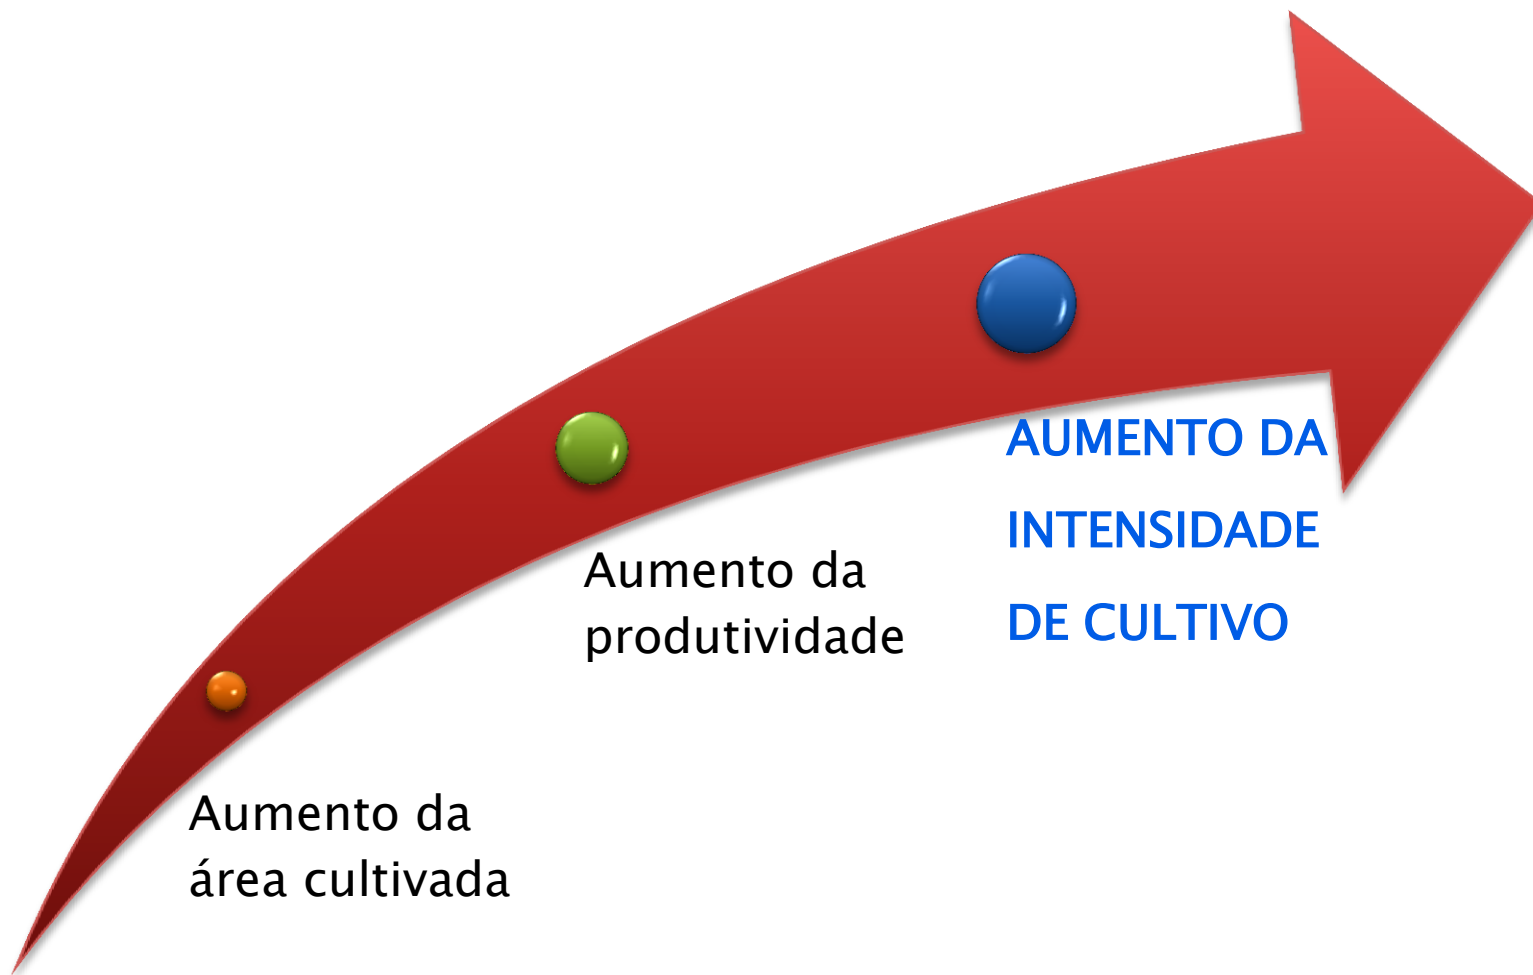 Aumento da
área cultivada
Aumento da
produtividade
AUMENTO DA
INTENSIDADE
DE CULTIVO